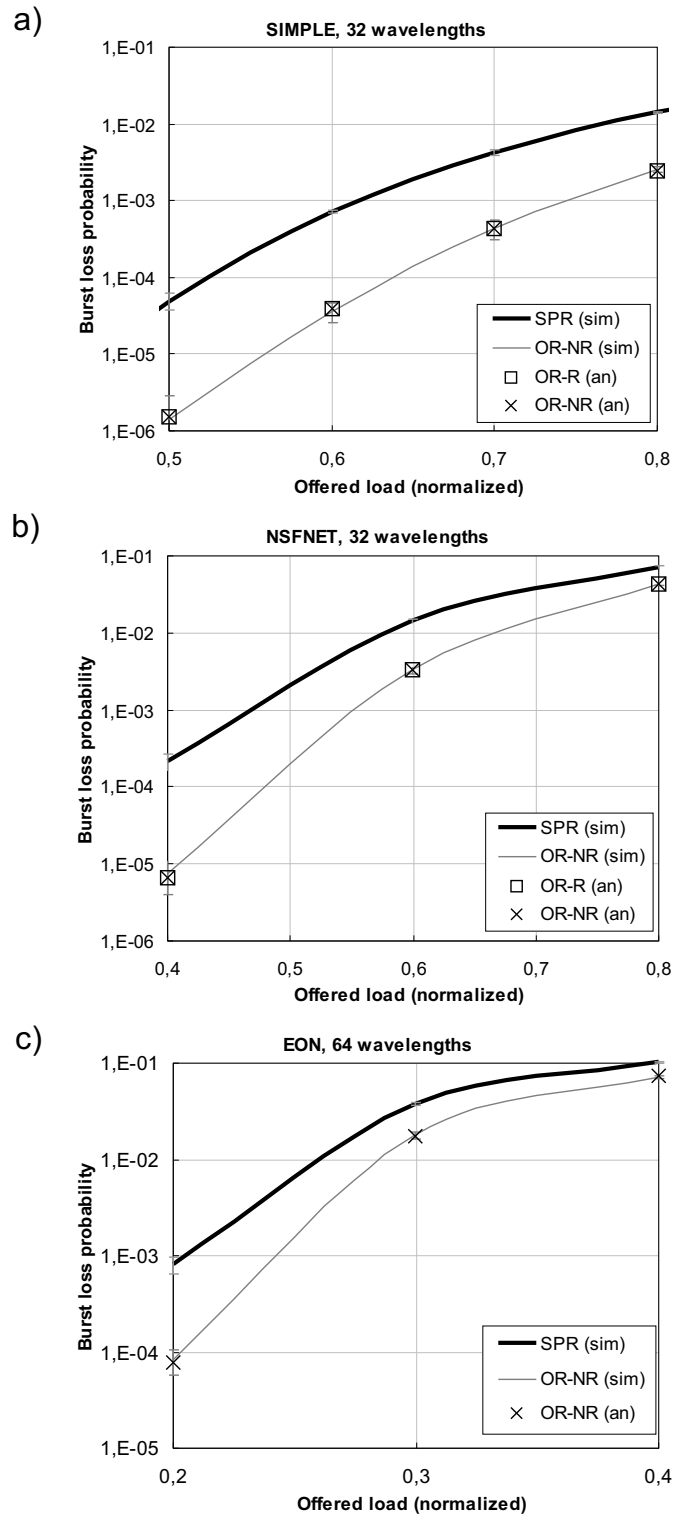 a)
SIMPLE, 32 wavelengths
1,E-01
1,E-02
1,E-03
1,E-04
1,E-05
1,E-06
Burst loss probability
SPR (sim)
OR-NR (sim)
OR-R (an)
OR-NR (an)
0,5
0,6
0,7
0,8
Offered load (normalized)
b)
NSFNET, 32 wavelengths
1,E-01
1,E-02
1,E-03
1,E-04
1,E-05
1,E-06
Burst loss probability
SPR (sim)
OR-NR (sim)
OR-R (an)
OR-NR (an)
0,4
0,5
0,6
0,7
0,8
Offered load (normalized)
c)
EON, 64 wavelengths
1,E-01
1,E-02
1,E-03
1,E-04
1,E-05
Burst loss probability
SPR (sim)
OR-NR (sim)
OR-NR (an)
0,2
0,3
0,4
Offered load (normalized)